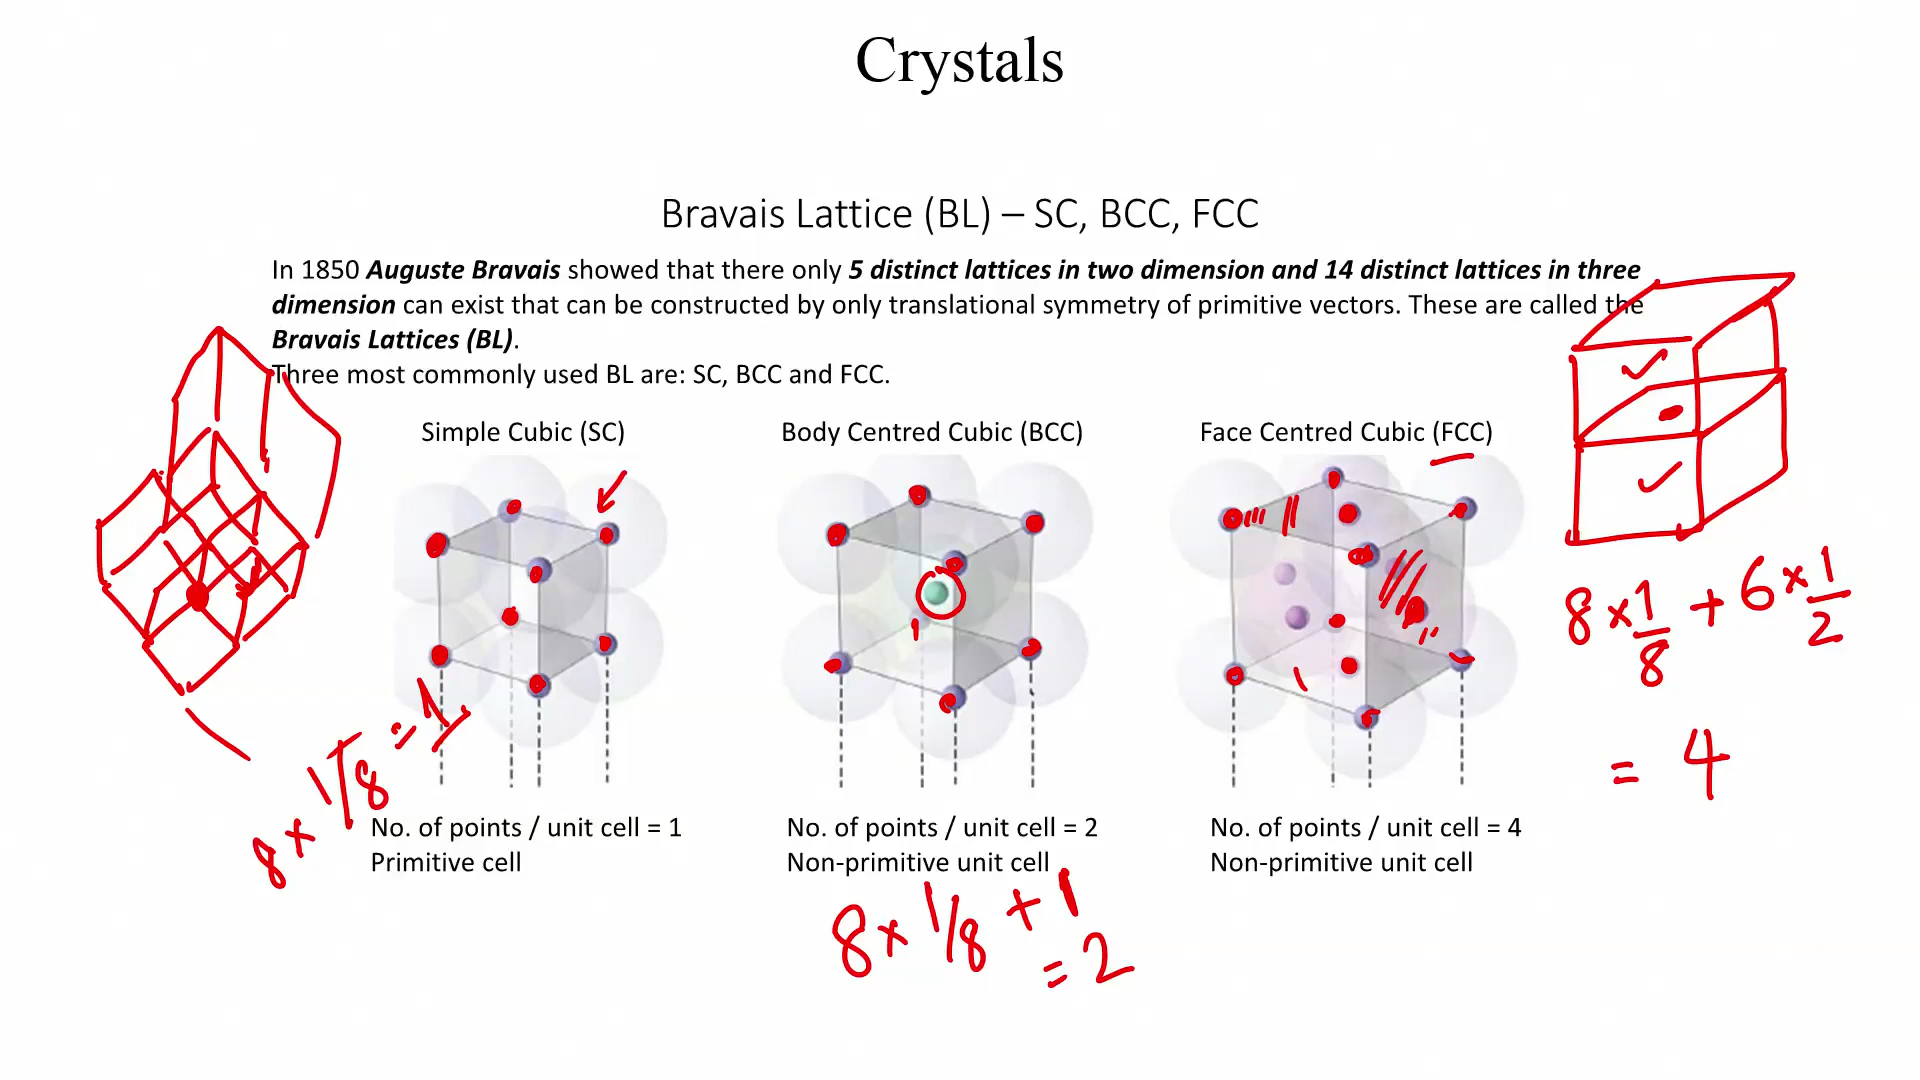 Crystals
Bravais Lattice (BL) – SC, BCC, FCC
In 1850 Auguste Bravais showed that there only 5 distinct lattices in two dimension and 14 distinct lattices in three
dimension can exist that can be constructed by only translational symmetry of primitive vectors. These are called the
Bravais Lattices (BL).
Three most commonly used BL are: SC, BCC and FCC.
Simple Cubic (SC)
Body Centred Cubic (BCC)
Face Centred Cubic (FCC)
8 × 1/8 + 6 × 1/2
= 4
8 × 1/8 = 1
No. of points / unit cell = 1
Primitive cell
No. of points / unit cell = 2
Non-primitive unit cell
No. of points / unit cell = 4
Non-primitive unit cell
8 × 1/8 + 1
= 2